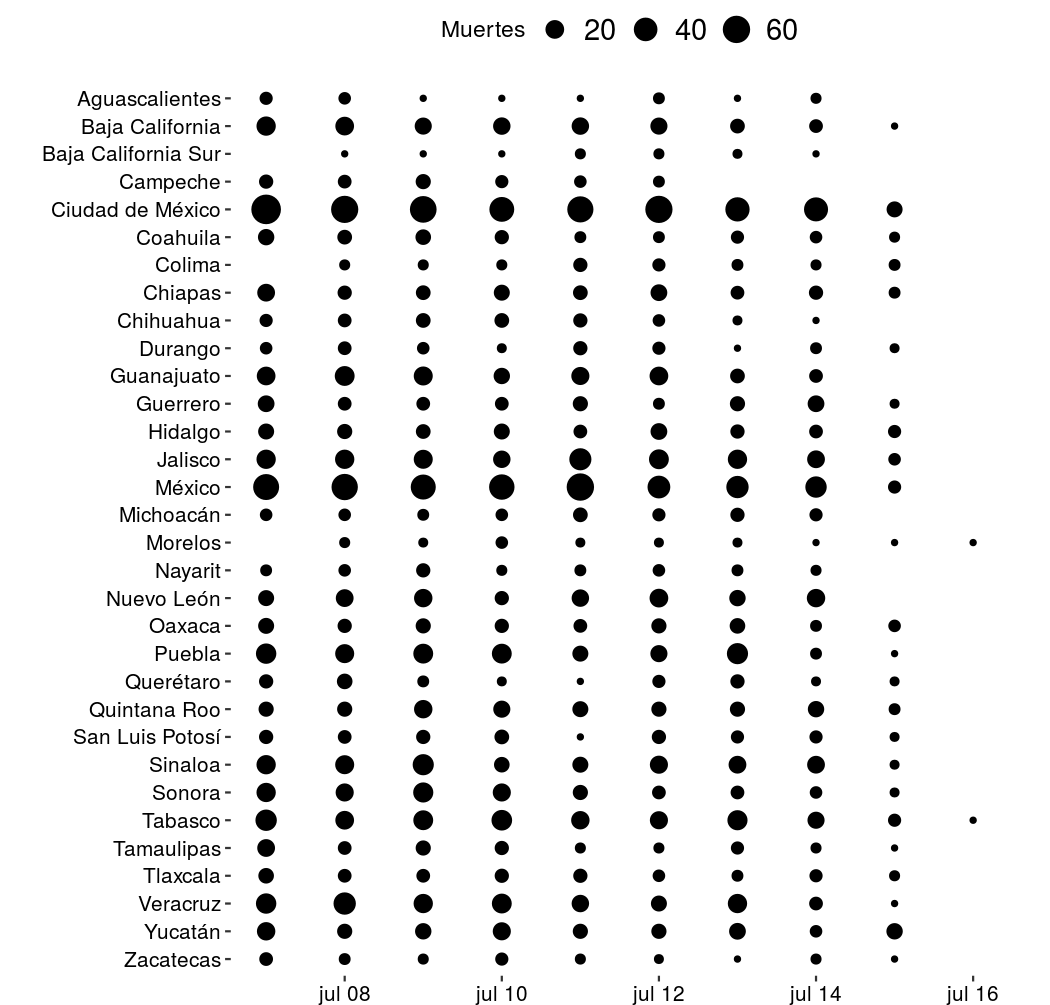 Muertes 20 40 60
Aguascalientes
Baja California
Baja California Sur
Campeche
Ciudad de México
Coahuila
Colima
Chiapas
Chihuahua
Durango
Guanajuato
Guerrero
Hidalgo
Jalisco
México
Michoacán
Morelos
Nayarit
Nuevo León
Oaxaca
Puebla
Querétaro
Quintana Roo
San Luis Potosí
Sinaloa
Sonora
Tabasco
Tamaulipas
Tlaxcala
Veracruz
Yucatán
Zacatecas
jul 08 jul 10 jul 12 jul 14 jul 16